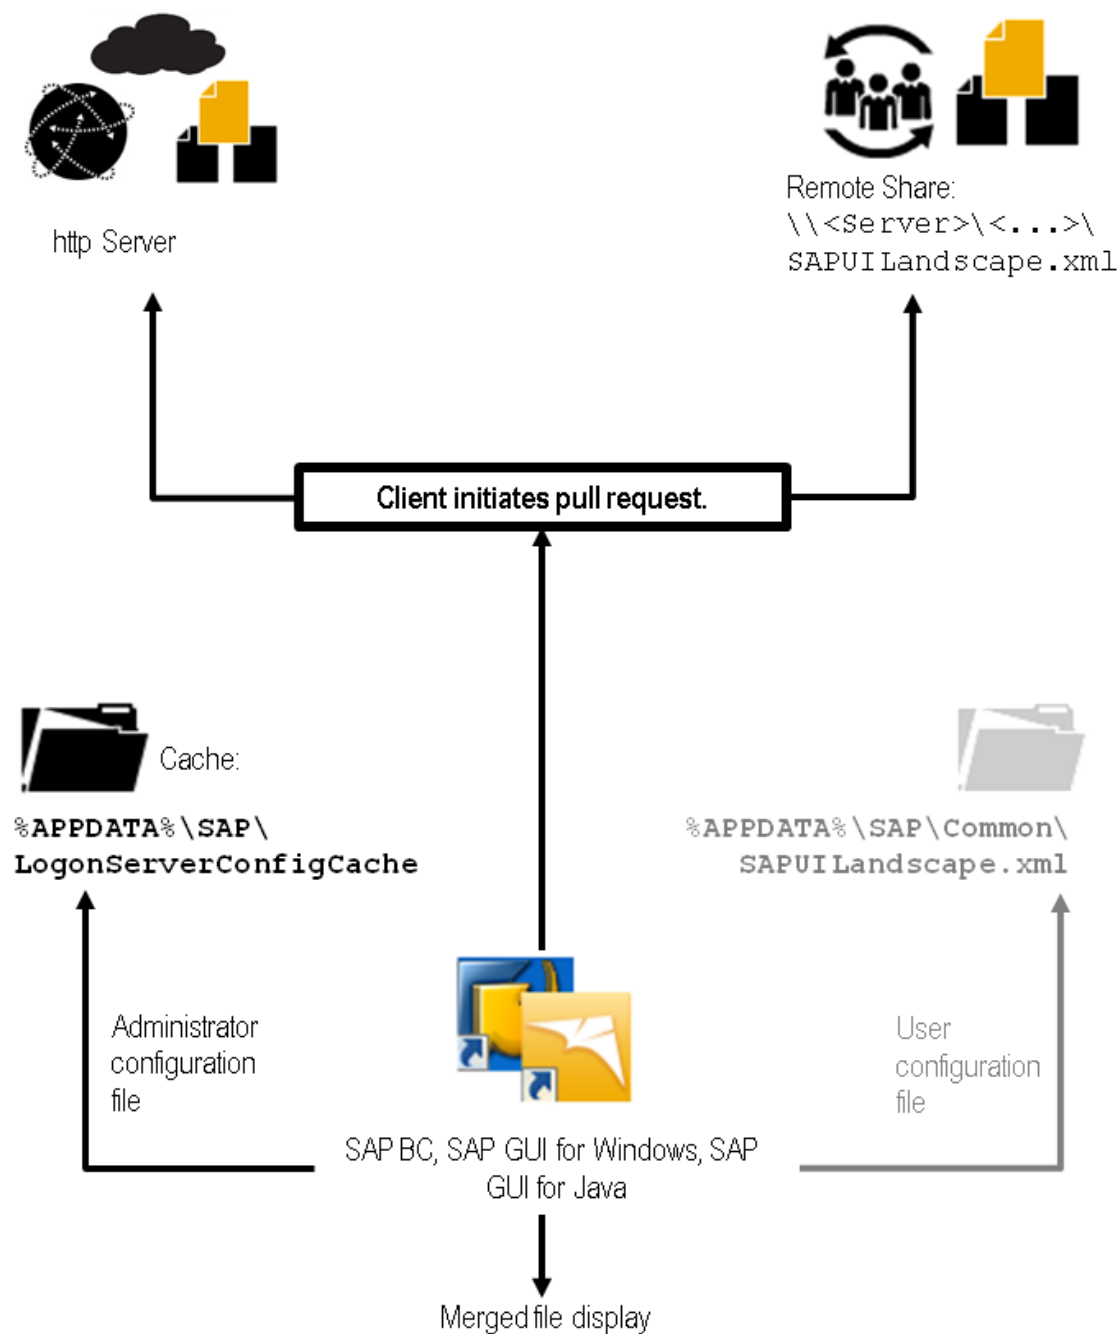 http Server
Remote Share:
\\<Server>\<...>\
SAPUILandscape.xml
Client initiates pull request.
Cache:
%APPDATA%\SAP\
LogonServerConfigCache
%APPDATA%\SAP\Common\
SAPUILandscape.xml
Administrator
configuration
file
User
configuration
file
SAP BC, SAP GUI for Windows, SAP
GUI for Java
Merged file display